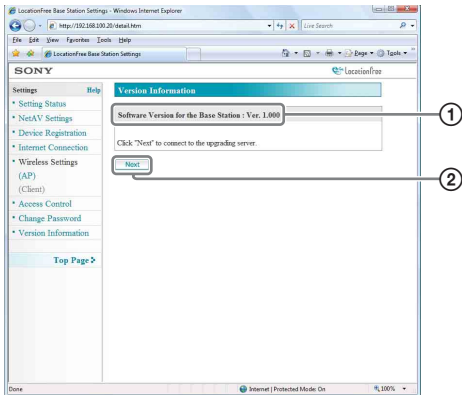 LocationFree Base Station Settings - Windows Internet Explorer
http://192.168.100.20/detail.htm
Live Search
File Edit View Favorites Tools Help
LocationFree Base Station Settings
Page Tools
SONY
LocationFree
Settings Help
Setting Status
NetAV Settings
Device Registration
Internet Connection
Wireless Settings
(AP)
(Client)
Access Control
Change Password
Version Information
Top Page
Version Information
Software Version for the Base Station : Ver. 1.000
Click "Next" to connect to the upgrading server.
Next
1
2
Done
Internet | Protected Mode: On
100%